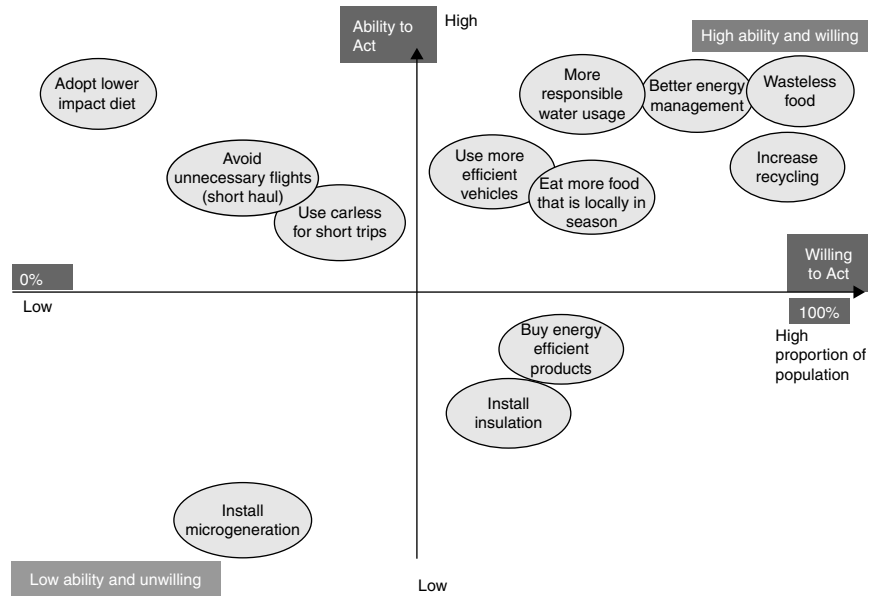 Ability to
Act
High
High ability and willing
Adopt lower
impact diet
More
responsible
water usage
Better energy
management
Wasteless
food
Avoid
unnecessary flights
(short haul)
Use more
efficient
vehicles
Eat more food
that is locally in
season
Increase
recycling
Use carless
for short trips
0%
Low
Willing
to Act
100%
High
proportion of
population
Buy energy
efficient
products
Install
insulation
Install
microgeneration
Low ability and unwilling
Low